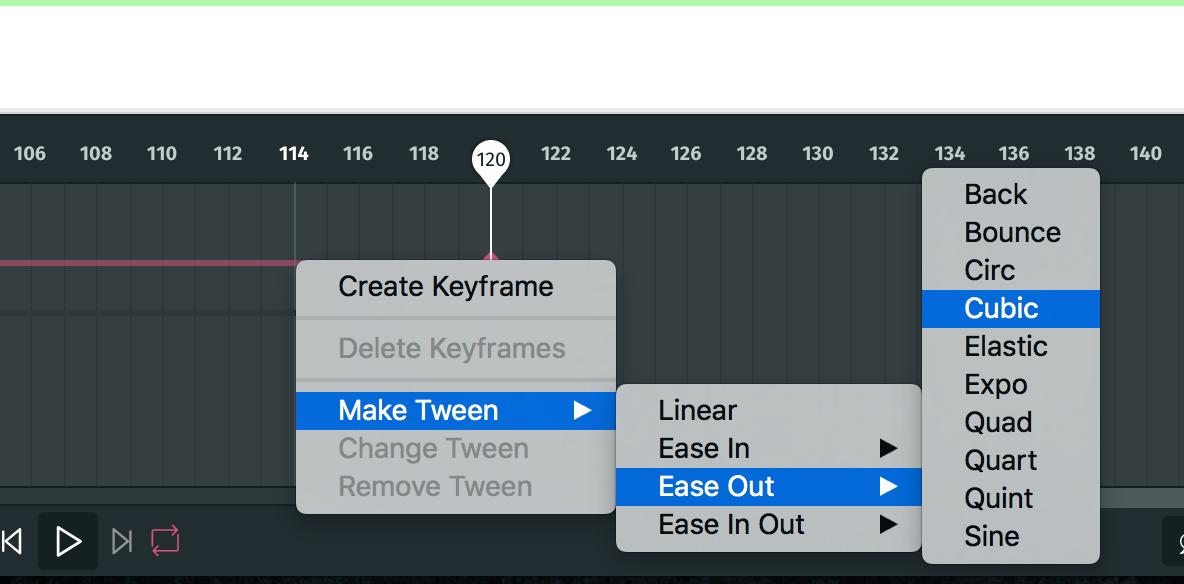 106 108 110 112 114 116 118 120 122 124 126 128 130 132 134 136 138 140
Create Keyframe
Delete Keyframes
Make Tween
Change Tween
Remove Tween
Linear
Ease In
Ease Out
Ease In Out
Back
Bounce
Circ
Cubic
Elastic
Expo
Quad
Quart
Quint
Sine